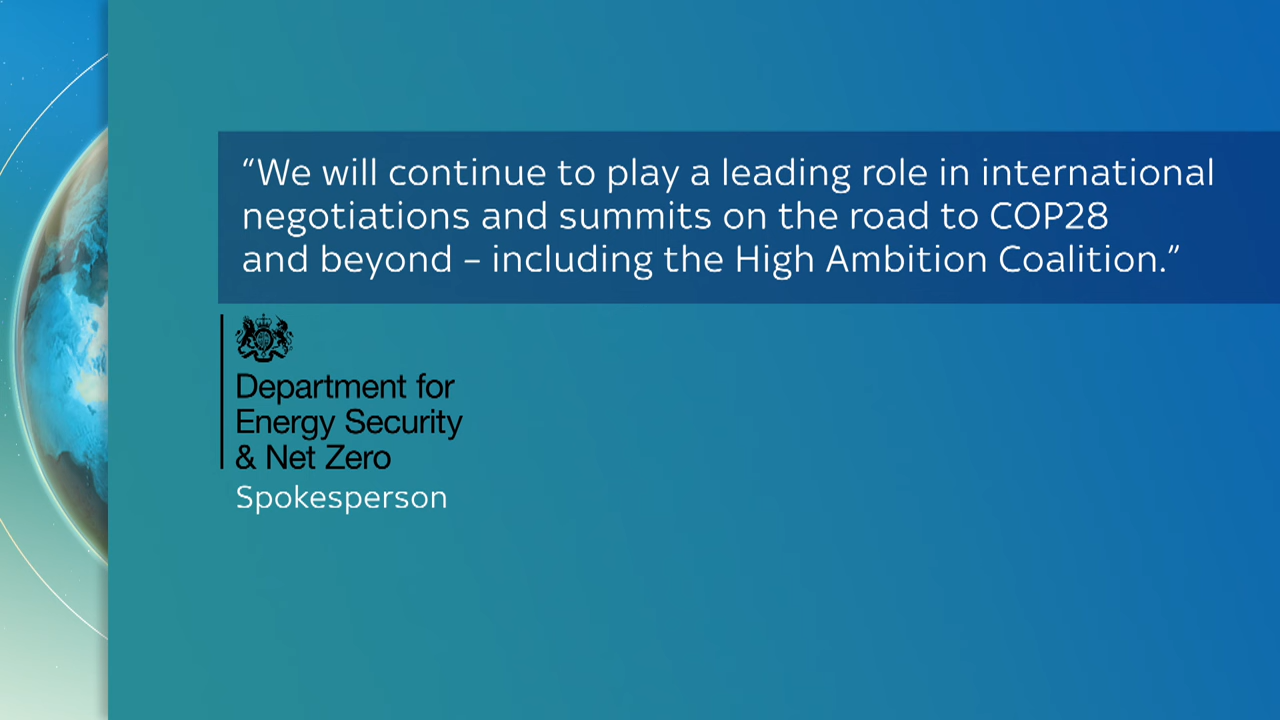 “We will continue to play a leading role in international
negotiations and summits on the road to COP28
and beyond – including the High Ambition Coalition.”
Department for
Energy Security
& Net Zero
Spokesperson